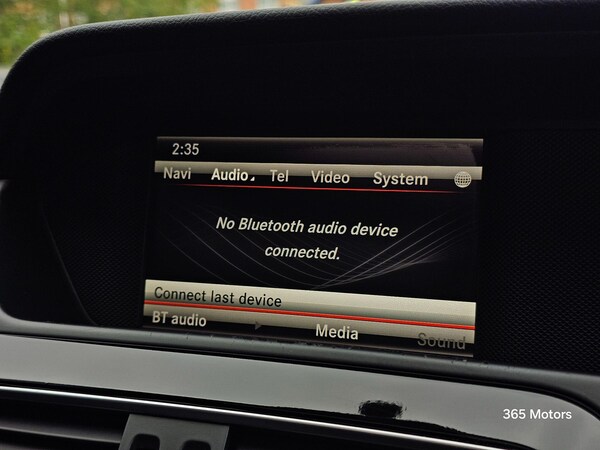 2:35
Navi Audio Tel Video System
No Bluetooth audio device
connected.
Connect last device
BT audio Media Sound
365 Motors